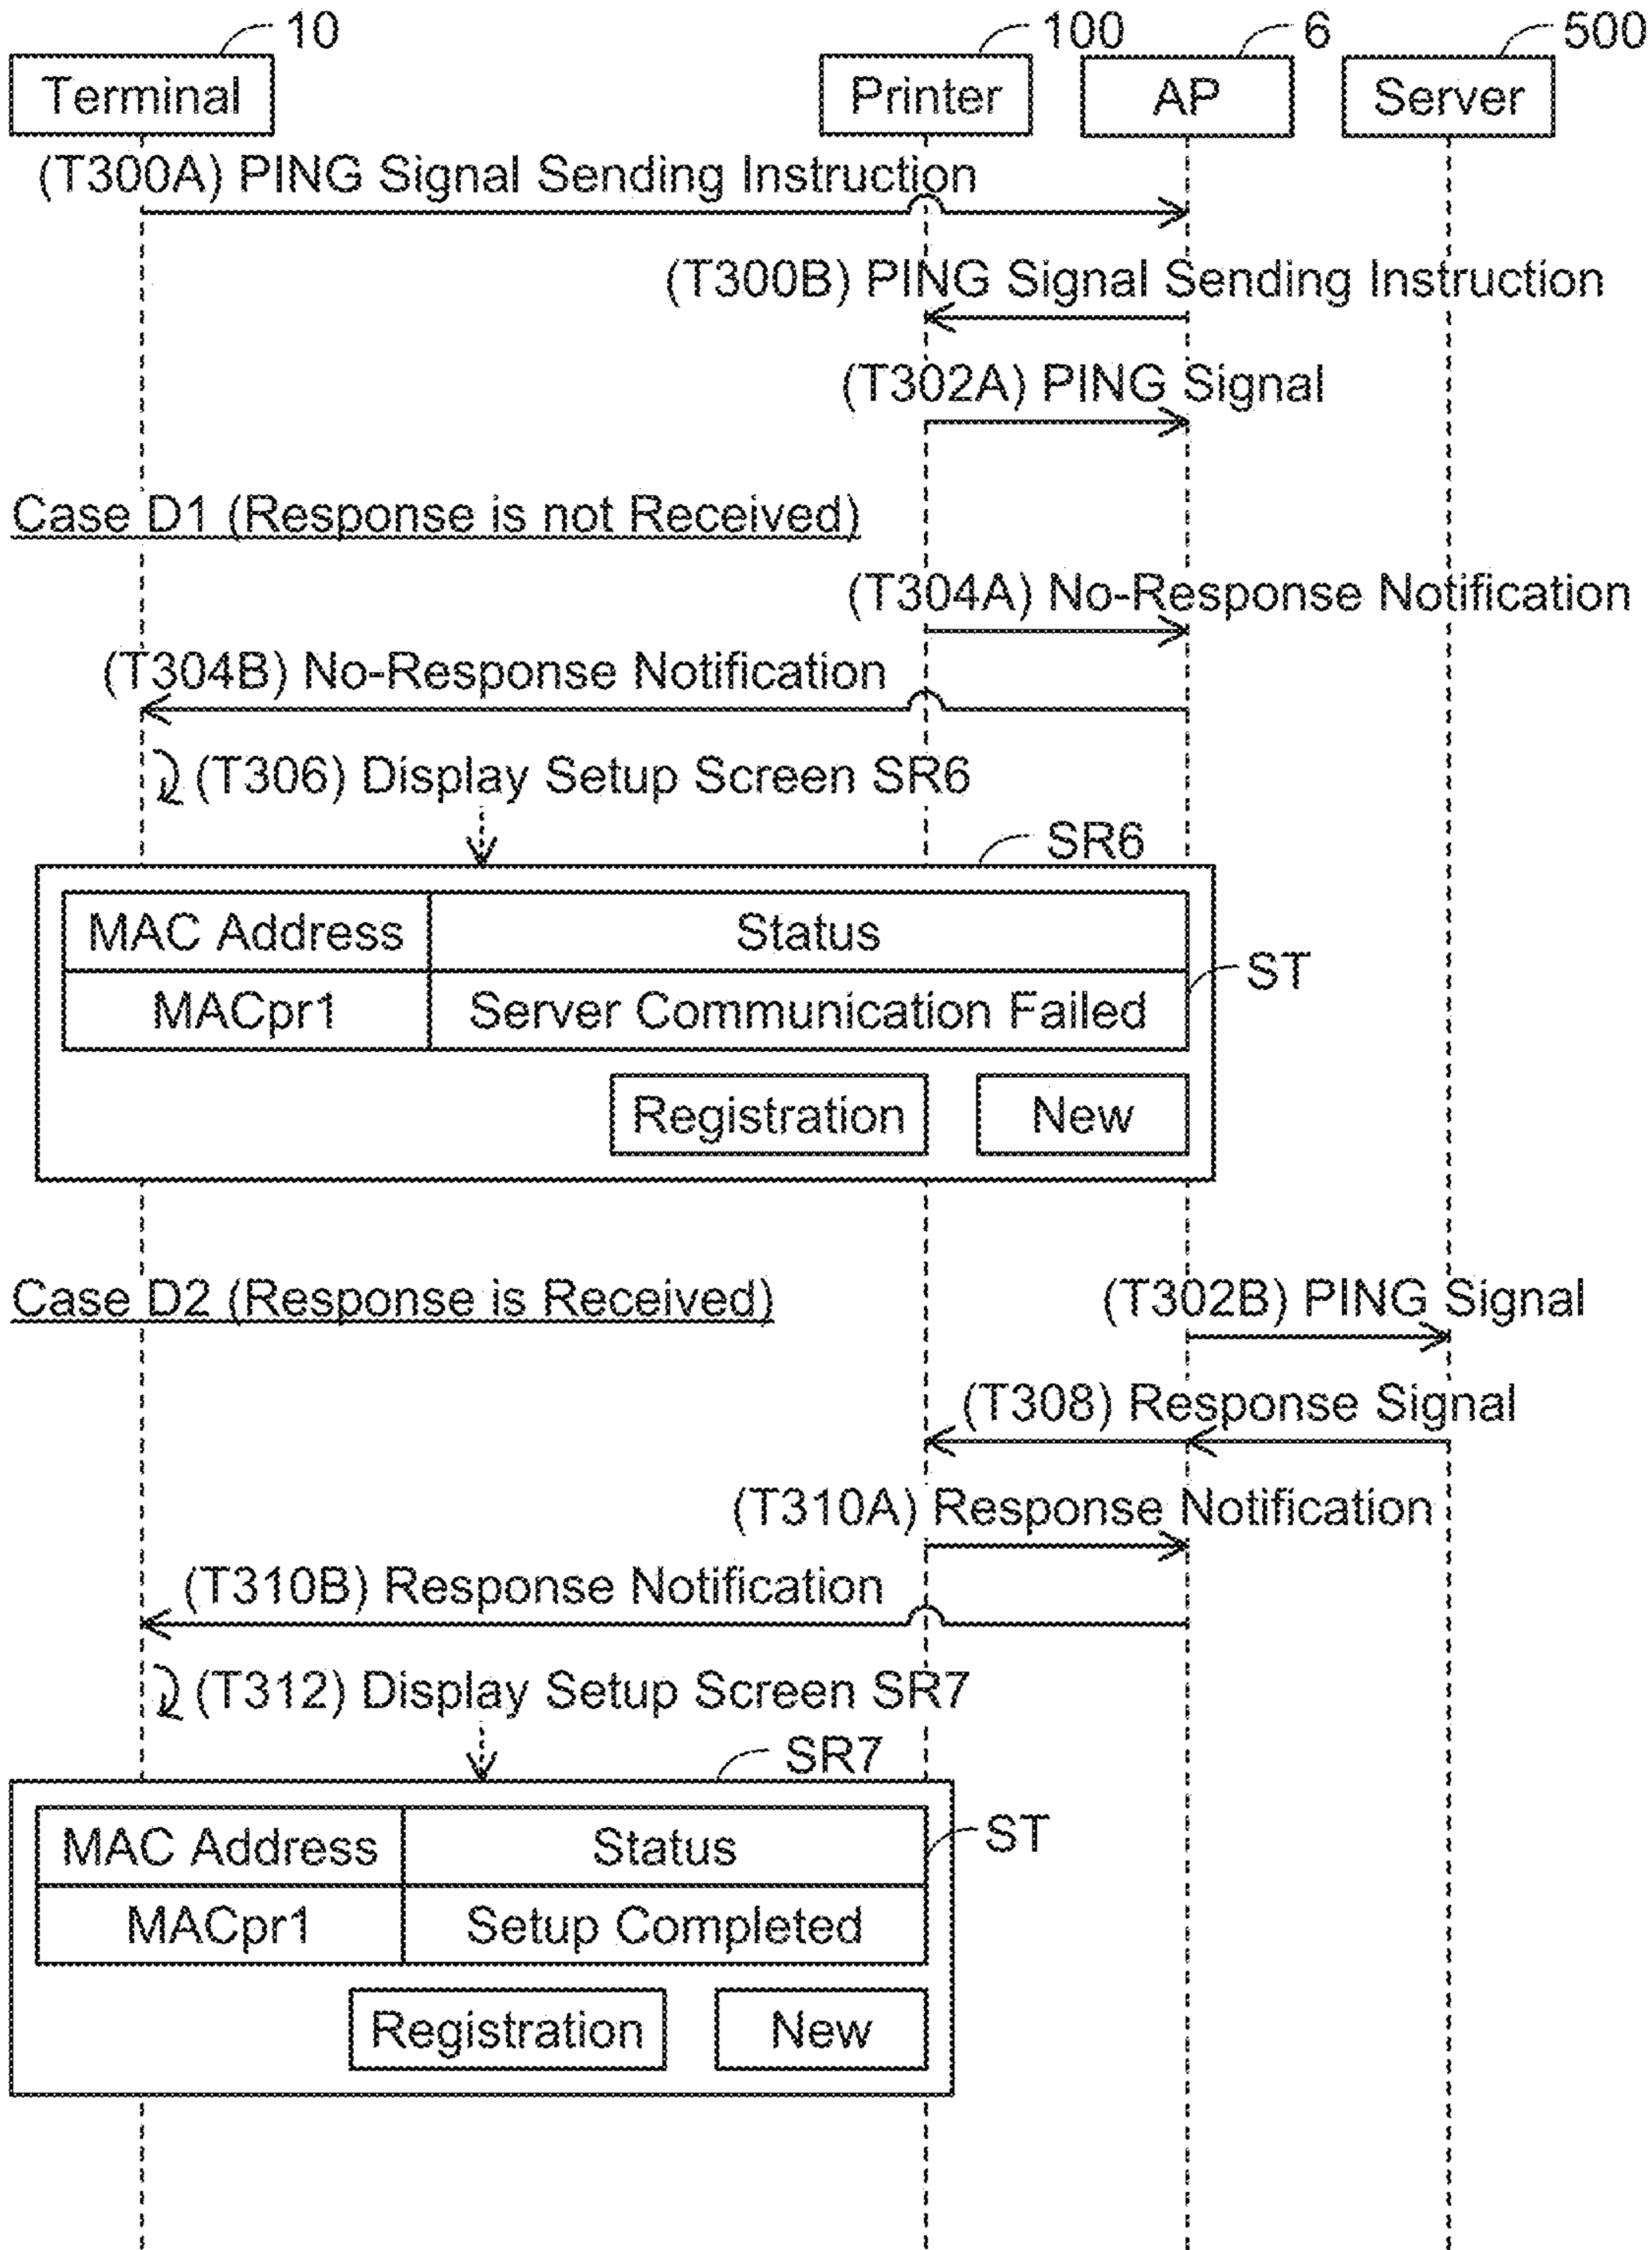 10
100
6
500
Terminal
Printer
AP
Server
(T300A) PING Signal Sending Instruction
(T300B) PING Signal Sending Instruction
(T302A) PING Signal
Case D1 (Response is not Received)
(T304A) No-Response Notification
(T304B) No-Response Notification
(T306) Display Setup Screen SR6
SR6
MAC Address
Status
ST
MACpr1
Server Communication Failed
Registration
New
Case D2 (Response is Received)
(T302B) PING Signal
(T308) Response Signal
(T310A) Response Notification
(T310B) Response Notification
(T312) Display Setup Screen SR7
SR7
MAC Address
Status
ST
MACpr1
Setup Completed
Registration
New